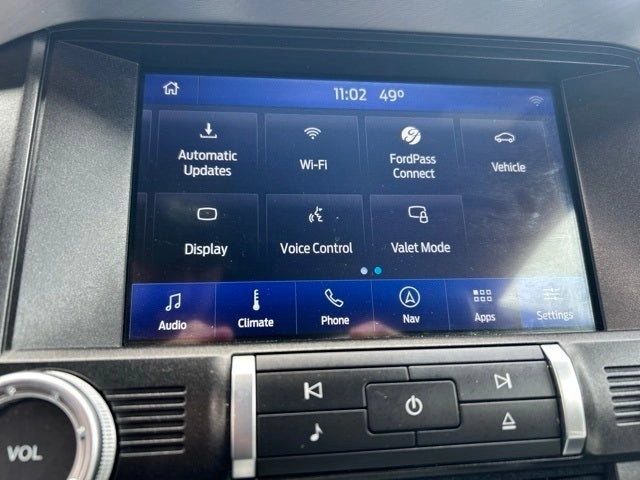 11:02 49°
Automatic
Updates
Wi-Fi
FordPass
Connect
Vehicle
Display
Voice Control
Valet Mode
Audio
Climate
Phone
Nav
Apps
Settings
VOL